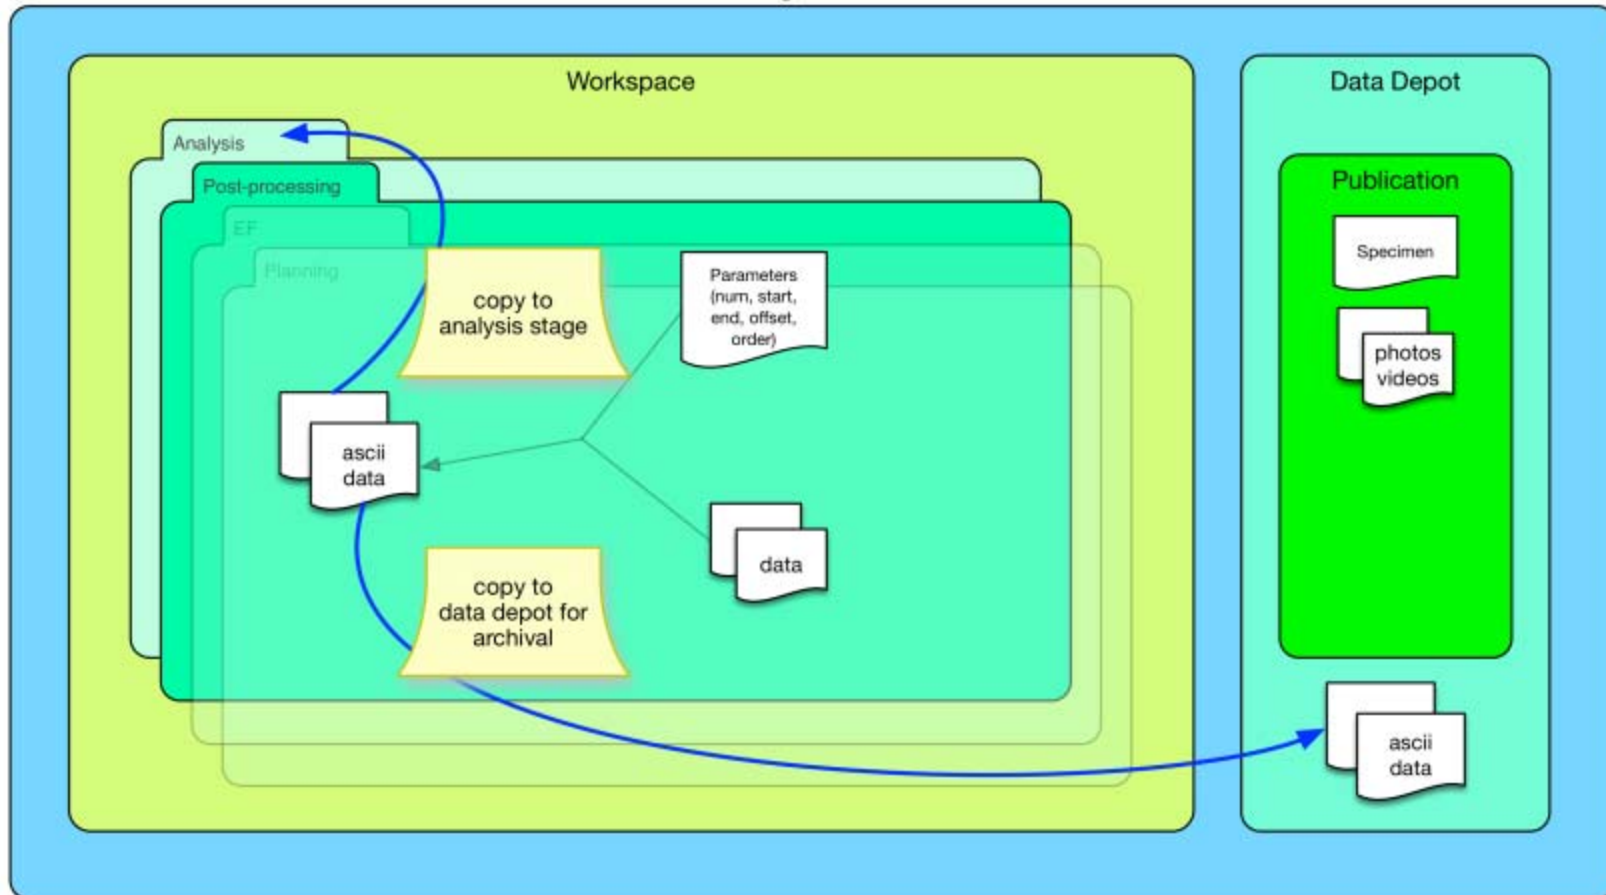 Workspace
Data Depot
Analysis
Post-processing
EF
Planning
copy to
analysis stage
Parameters
(num, start,
end, offset,
order)
ascii
data
data
copy to
data depot for
archival
Publication
Specimen
photos
videos
ascii
data